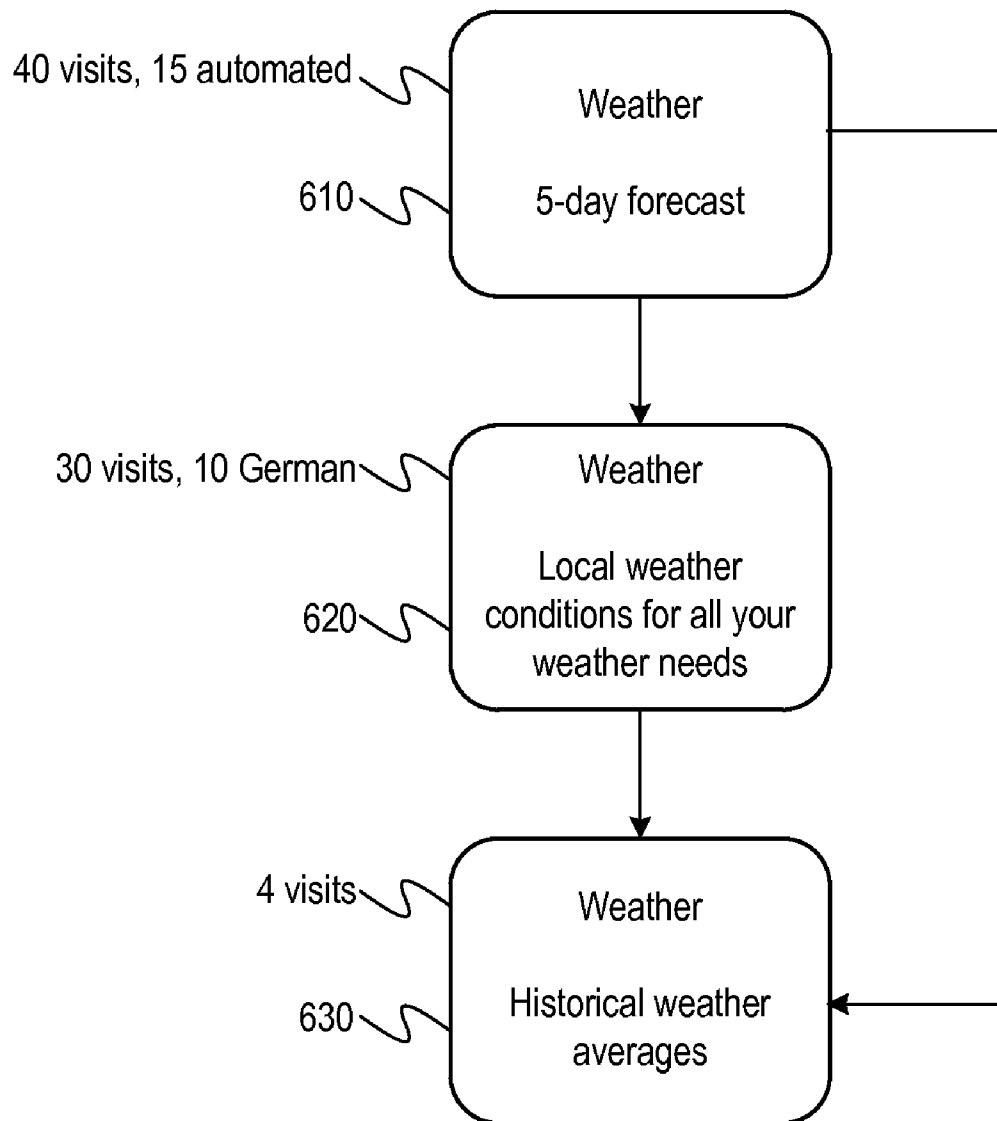 40 visits, 15 automated
Weather
610
5-day forecast
30 visits, 10 German
Weather
Local weather
620
conditions for all your
weather needs
4 visits
Weather
630
Historical weather
averages